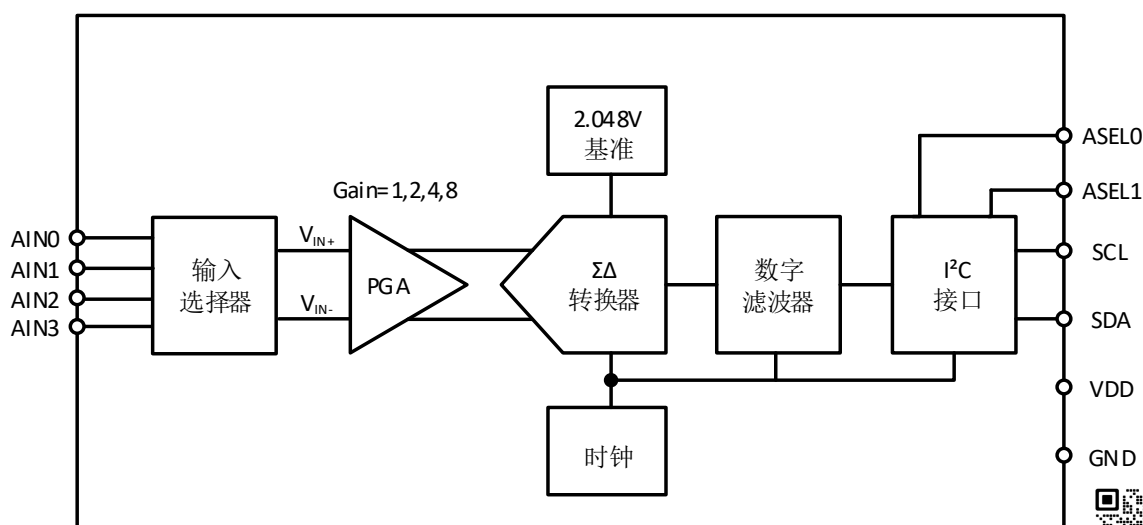 2.048V
基准
Gain=1,2,4,8
ASEL0
ASEL1
AIN0
AIN1
AIN2
AIN3
输入
选择器
VIN+
VIN-
PGA
ΣΔ
转换器
数字
滤波器
I²C
接口
SCL
SDA
VDD
时钟
GND